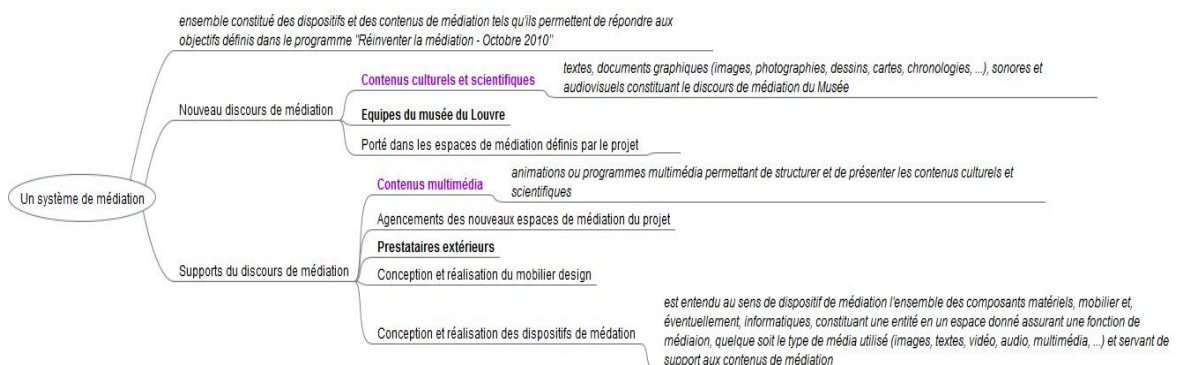 ensemble constitué des dispositifs et des contenus de médiation tels qu'ils permettent de répondre aux
objectifs définis dans le programme "Réinventer la médiation - Octobre 2010"
Contenus culturels et scientifiques
textes, documents graphiques (images, photographies, dessins, cartes, chronologies, ...), sonores et
audiovisuels constituant le discours de médiation du Musée
Nouveau discours de médiation
Equipes du musée du Louvre
Porté dans les espaces de médiation définis par le projet
Un système de médiation
Contenus multimédia
animations ou programmes multimédia permettant de structurer et de présenter les contenus culturels et
scientifiques
Agencements des nouveaux espaces de médiation du projet
Prestataires extérieurs
Supports du discours de médiation
Conception et réalisation du mobilier design
Conception et réalisation des dispositifs de médation
est entendu au sens de dispositif de médiation l'ensemble des composants matériels, mobilier et,
éventuellement, informatiques, constituant une entité en un espace donné assurant une fonction de
médiaion, quelque soit le type de média utilisé (images, textes, vidéo, audio, multimédia, ...) et servant de
support aux contenus de médiation